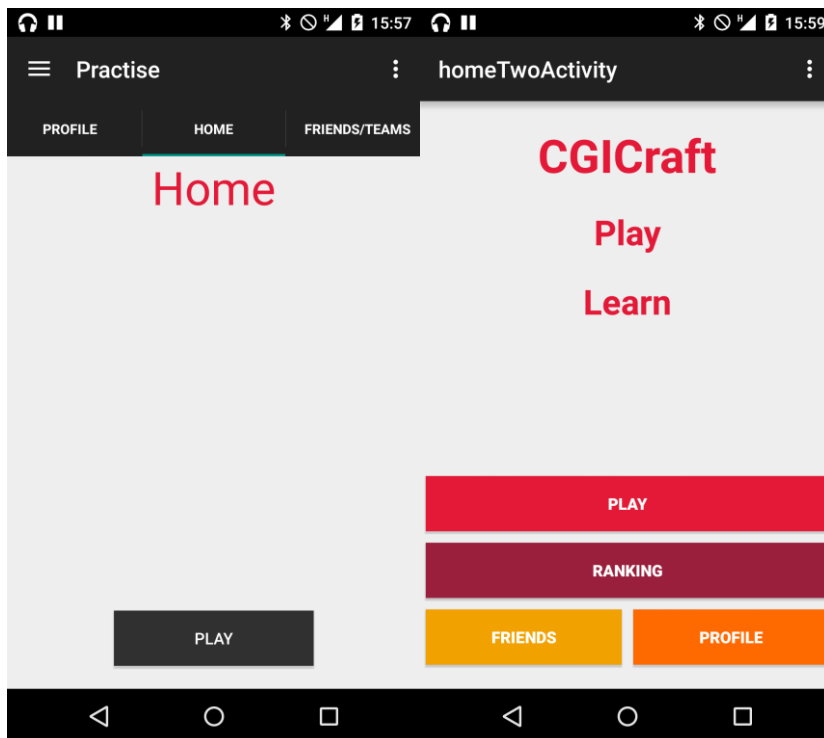 15:57
Practise
PROFILE HOME FRIENDS/TEAMS
Home
PLAY
H
15:59
homeTwoActivity
CGICraft
Play
Learn
PLAY
RANKING
FRIENDS PROFILE